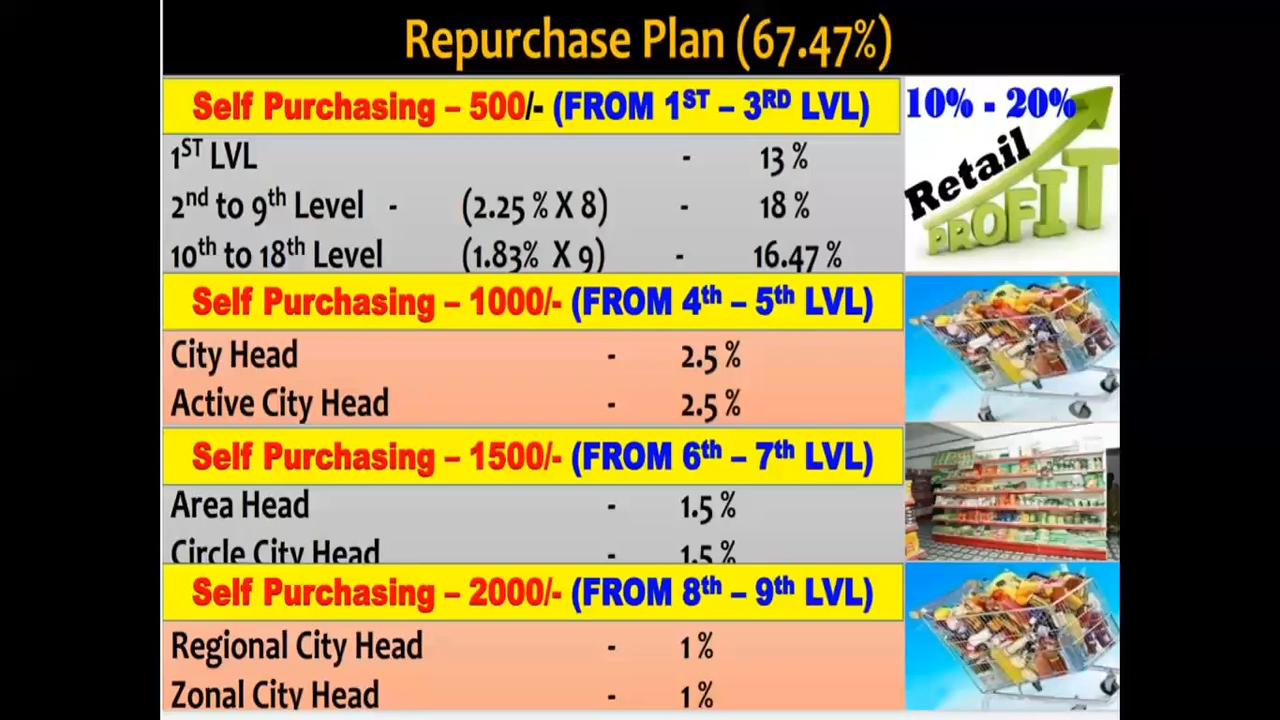 Repurchase Plan (67.47%)
Self Purchasing – 500/- (FROM 1ST – 3RD LVL)
10% - 20%
Retail
PROFIT
1ST LVL - 13 %
2nd to 9th Level - (2.25 % X 8) - 18 %
10th to 18th Level (1.83% X 9) - 16.47 %
Self Purchasing – 1000/- (FROM 4th – 5th LVL)
City Head - 2.5 %
Active City Head - 2.5 %
Self Purchasing – 1500/- (FROM 6th – 7th LVL)
Area Head - 1.5 %
Circle City Head - 1.5 %
Self Purchasing – 2000/- (FROM 8th – 9th LVL)
Regional City Head - 1 %
Zonal City Head - 1 %